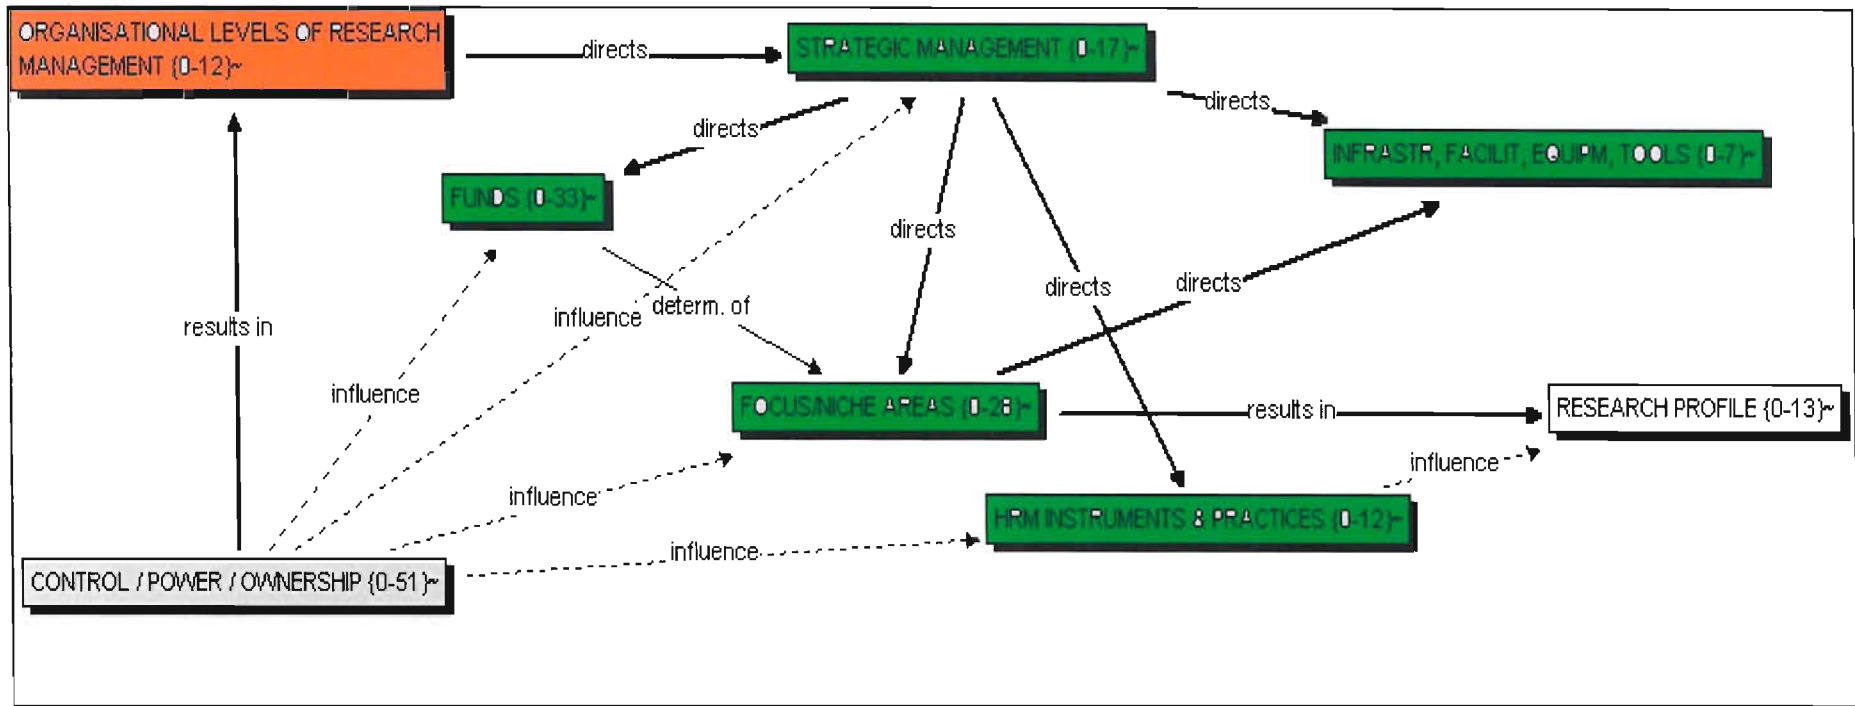 ORGANISATIONAL LEVELS OF RESEARCH
MANAGEMENT {0-12}~
directs
STRATEGIC MANAGEMENT {0-17}~
directs
directs
INFRASTR, FACILIT, EQUIPM, TOOLS {0-7}~
FUNDS {0-33}~
directs
directs
directs
influence
determ. of
results in
influence
FOCUS/NICHE AREAS {0-28}~
results in
RESEARCH PROFILE {0-13}~
influence
influence
HRM INSTRUMENTS & PRACTICES {0-12}~
influence
CONTROL / POWER / OWNERSHIP {0-51}~